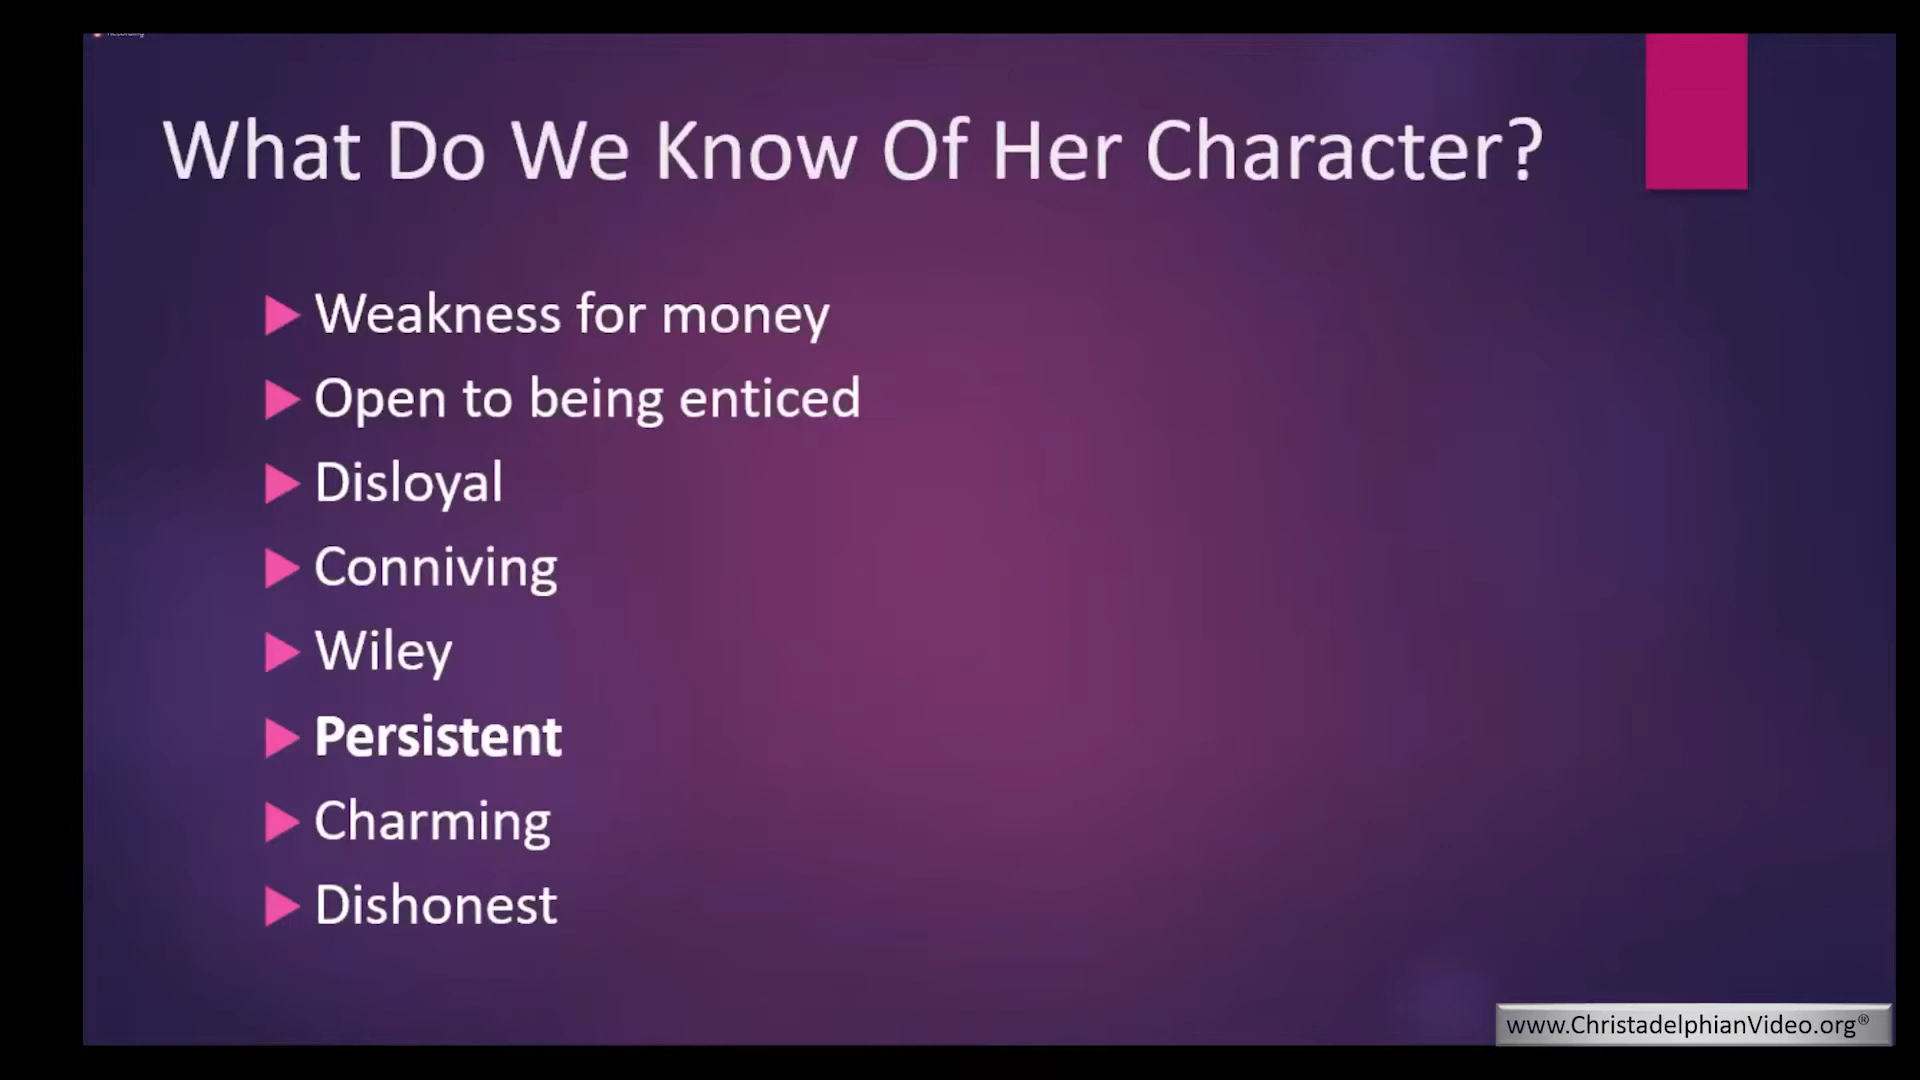 Recording
What Do We Know Of Her Character?
Weakness for money
Open to being enticed
Disloyal
Conniving
Wiley
Persistent
Charming
Dishonest
www.ChristadelphianVideo.org®